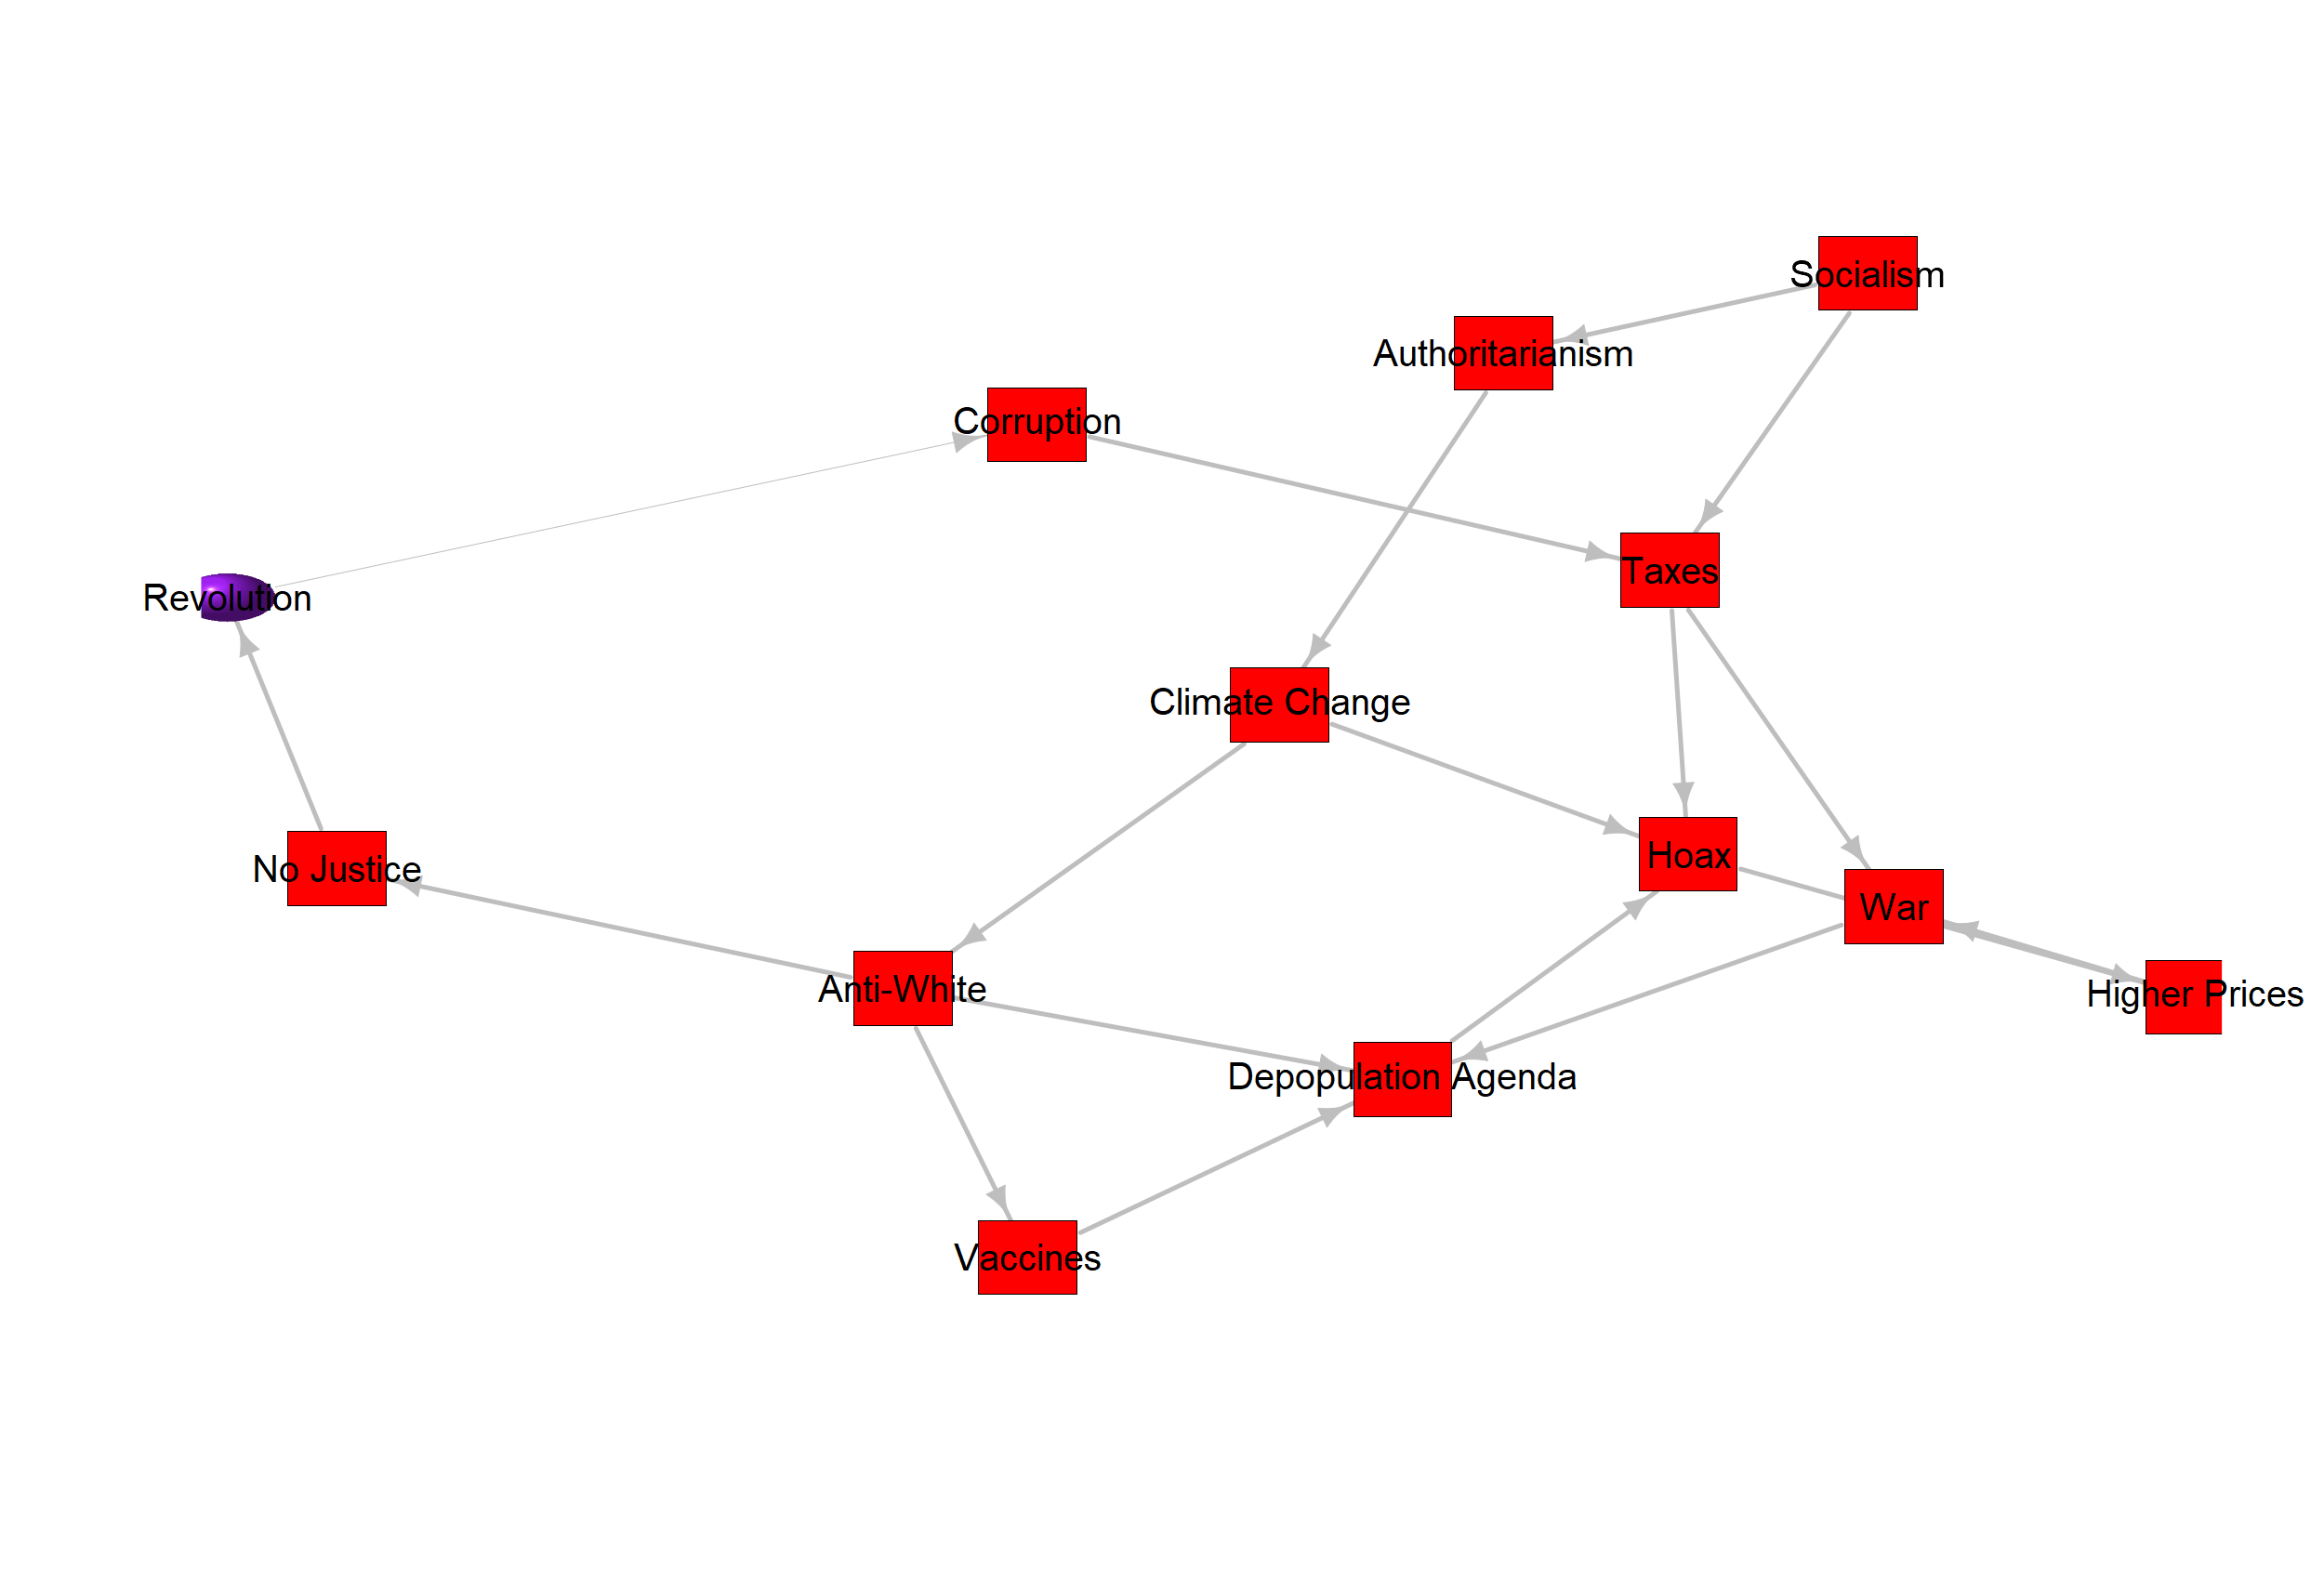 Socialism
Authoritarianism
Corruption
Taxes
Revolution
Climate Change
Hoax
No Justice
War
Anti-White
Higher Prices
Depopulation Agenda
Vaccines